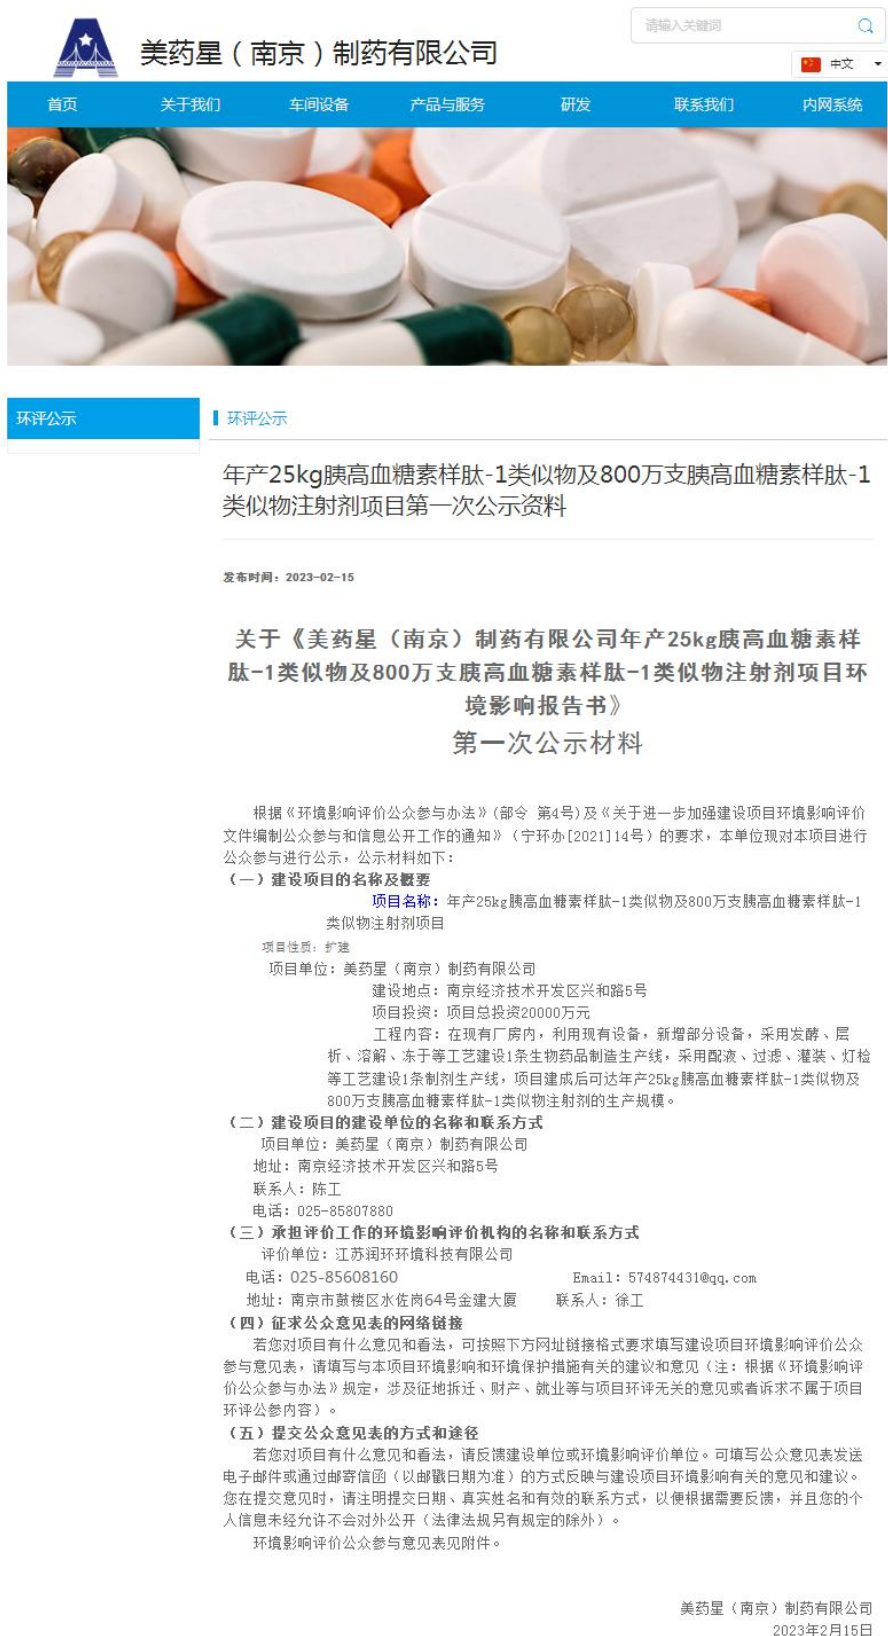 请输入关键词
美药星（南京）制药有限公司
中文
首页 关于我们 车间设备 产品与服务 研发 联系我们 内网系统
环评公示
环评公示
年产25kg胰高血糖素样肽-1类似物及800万支胰高血糖素样肽-1
类似物注射剂项目第一次公示资料
发布时间：2023-02-15
关于《美药星（南京）制药有限公司年产25kg胰高血糖素样
肽-1类似物及800万支胰高血糖素样肽-1类似物注射剂项目环
境影响报告书》
第一次公示材料
根据《环境影响评价公众参与办法》(部令 第4号)及《关于进一步加强建设项目环境影响评价
文件编制公众参与和信息公开工作的通知》（宁环办[2021]14号）的要求，本单位现对本项目进行
公众参与进行公示，公示材料如下：
（一）建设项目的名称及概要
项目名称：年产25kg胰高血糖素样肽-1类似物及800万支胰高血糖素样肽-1
类似物注射剂项目
项目性质：扩建
项目单位：美药星（南京）制药有限公司
建设地点：南京经济技术开发区兴和路5号
项目投资：项目总投资20000万元
工程内容：在现有厂房内，利用现有设备，新增部分设备，采用发酵、层
析、溶解、冻干等工艺建设1条生物药品制造生产线，采用配液、过滤、灌装、灯检
等工艺建设1条制剂生产线，项目建成后可达年产25kg胰高血糖素样肽-1类似物及
800万支胰高血糖素样肽-1类似物注射剂的生产规模。
（二）建设项目的建设单位的名称和联系方式
项目单位：美药星（南京）制药有限公司
地址：南京经济技术开发区兴和路5号
联系人：陈工
电话：025-85807880
（三）承担评价工作的环境影响评价机构的名称和联系方式
评价单位：江苏润环环境科技有限公司
电话：025-85608160 Email：574874431@qq.com
地址：南京市鼓楼区水佐岗64号金建大厦 联系人：徐工
（四）征求公众意见表的网络链接
若您对项目有什么意见和看法，可按照下方网址链接格式要求填写建设项目环境影响评价公众
参与意见表，请填写与本项目环境影响和环境保护措施有关的建议和意见（注：根据《环境影响评
价公众参与办法》规定，涉及征地拆迁、财产、就业等与项目环评无关的意见或者诉求不属于项目
环评公参内容）。
（五）提交公众意见表的方式和途径
若您对项目有什么意见和看法，请反馈建设单位或环境影响评价单位。可填写公众意见表发送
电子邮件或通过邮寄信函（以邮戳日期为准）的方式反映与建设项目环境影响有关的意见和建议。
您在提交意见时，请注明提交日期、真实姓名和有效的联系方式，以便根据需要反馈，并且您的个
人信息未经允许不会对外公开（法律法规另有规定的除外）。
环境影响评价公众参与意见表见附件。
美药星（南京）制药有限公司
2023年2月15日